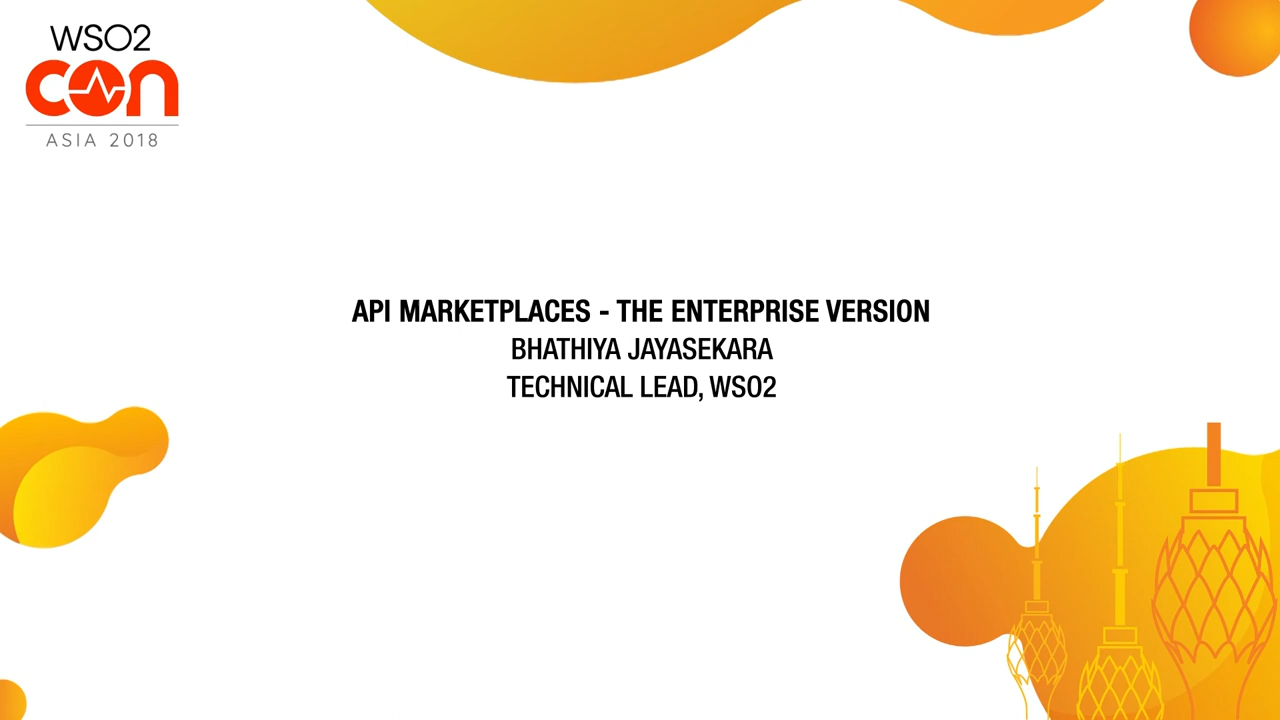 WSO2
con
ASIA 2018
API MARKETPLACES - THE ENTERPRISE VERSION
BHATHIYA JAYASEKARA
TECHNICAL LEAD, WSO2